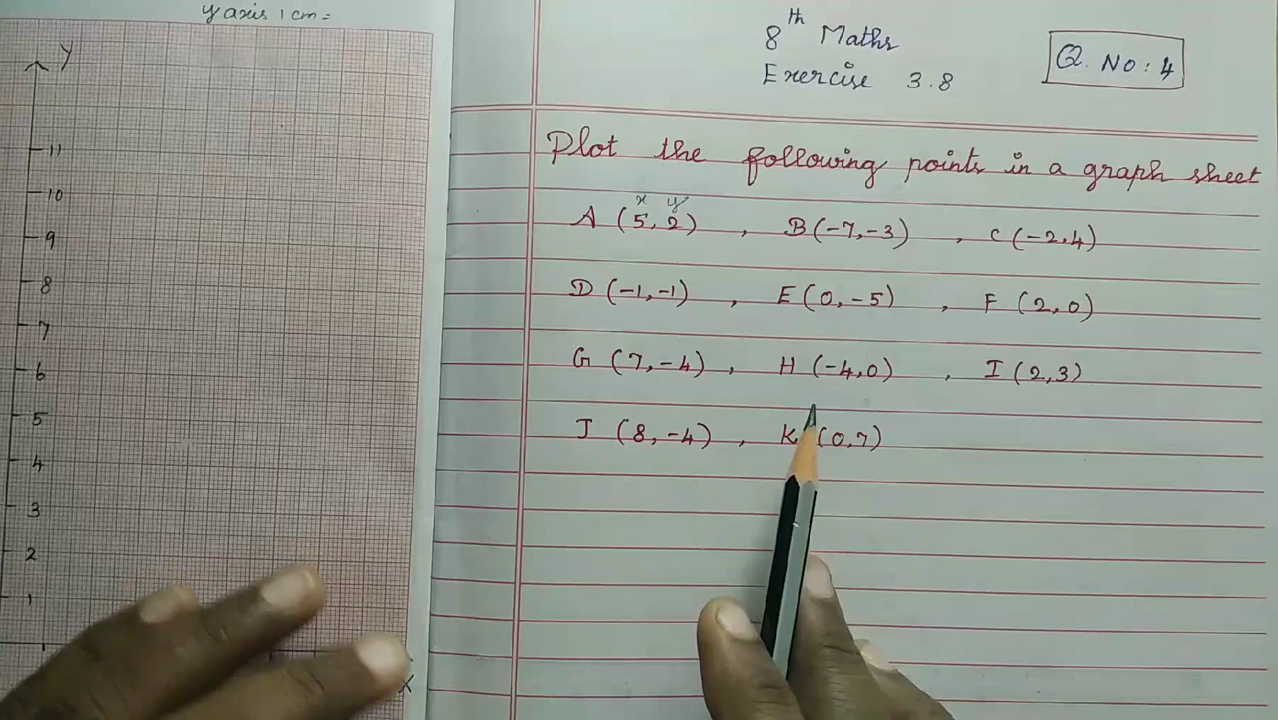 y axis 1 cm =
y
11
10
9
8
7
6
5
4
3
2
1
X
8th Maths
Exercise 3.8
Q. No: 4
Plot the following points in a graph sheet
x y
A (5,2) , B(-7,-3) , C(-2,4)
D (-1,-1) , E(0,-5) , F (2,0)
G (7,-4), H (-4,0) , I (2,3)
J (8,-4) , K (0,7)